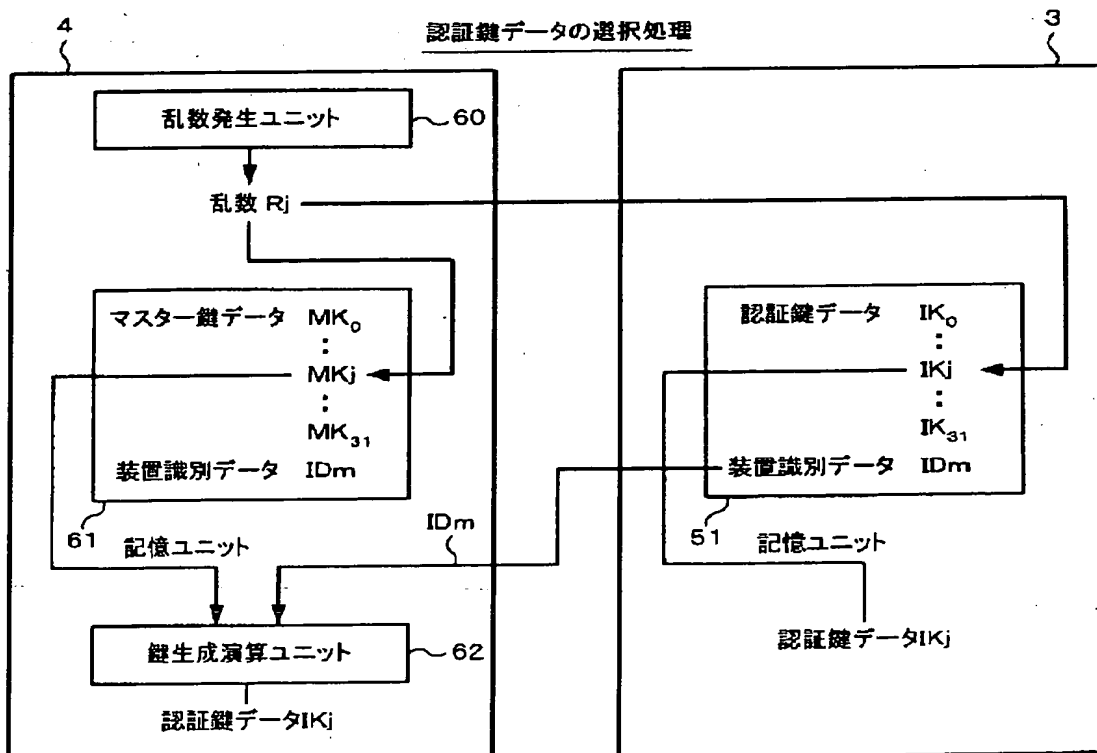 認証鍵データの選択処理
4
3
乱数発生ユニット
60
乱数 Rj
マスター鍵データ MK0
:
MKj
:
MK31
装置識別データ IDm
61
記憶ユニット
認証鍵データ IK0
:
IKj
:
IK31
装置識別データ IDm
51
記憶ユニット
IDm
鍵生成演算ユニット
62
認証鍵データIKj
認証鍵データIKj